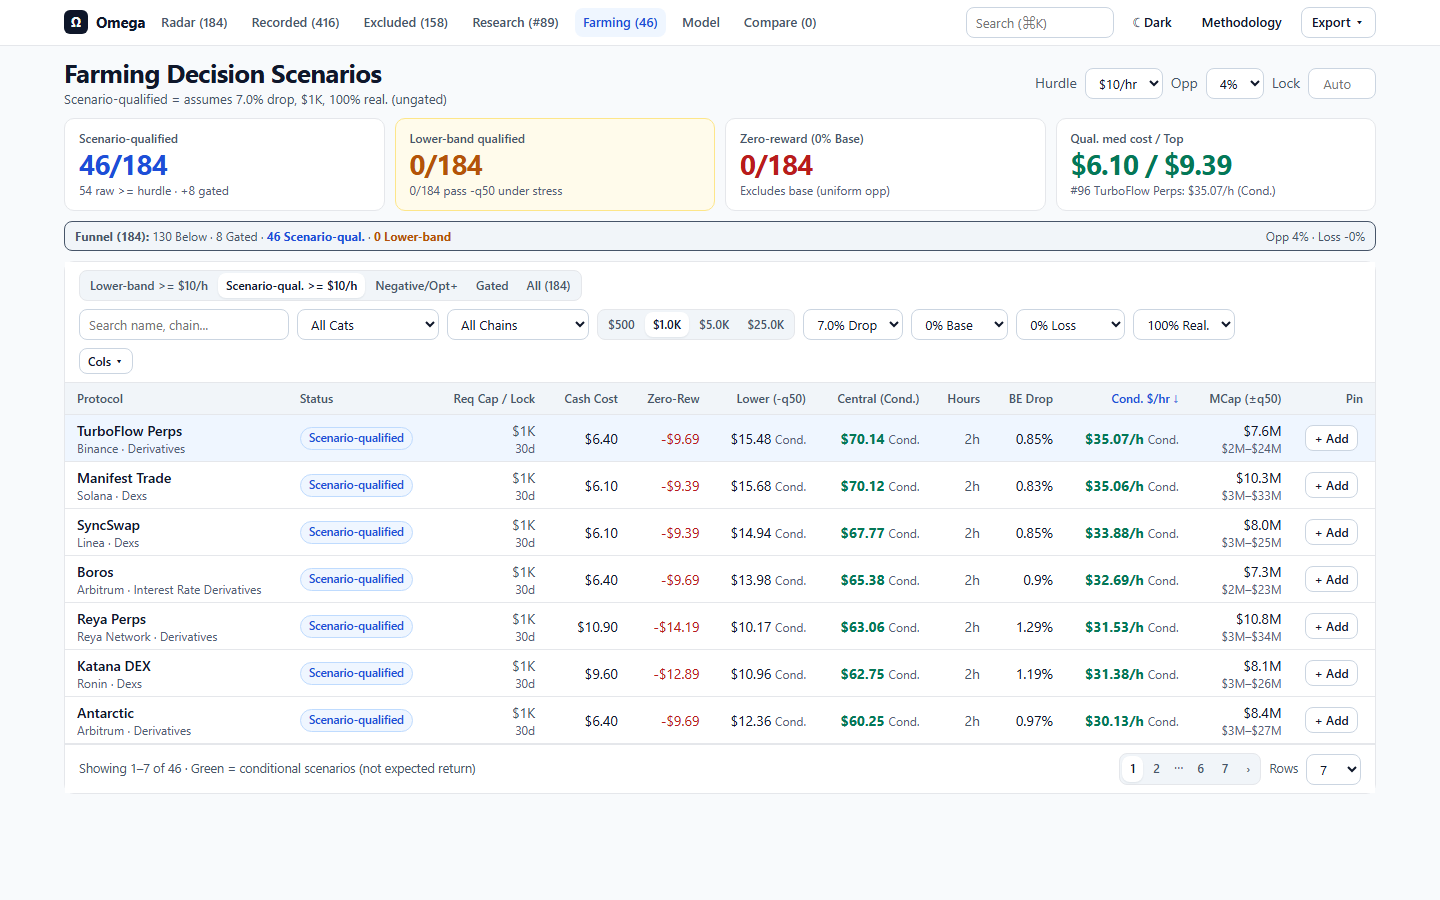 Ω Omega Radar (184) Recorded (416) Excluded (158) Research (#89) Farming (46) Model Compare (0) Search (⌘K) ☾ Dark Methodology Export ▾
Farming Decision Scenarios
Scenario-qualified = assumes 7.0% drop, $1K, 100% real. (ungated)
Hurdle $10/hr Opp 4% Lock Auto
Scenario-qualified
46/184
54 raw >= hurdle · +8 gated
Lower-band qualified
0/184
0/184 pass -q50 under stress
Zero-reward (0% Base)
0/184
Excludes base (uniform opp)
Qual. med cost / Top
$6.10 / $9.39
#96 TurboFlow Perps: $35.07/h (Cond.)
Funnel (184): 130 Below · 8 Gated · 46 Scenario-qual. · 0 Lower-band Opp 4% · Loss -0%
Lower-band >= $10/h Scenario-qual. >= $10/h Negative/Opt+ Gated All (184)
Search name, chain... All Cats All Chains $500 $1.0K $5.0K $25.0K 7.0% Drop 0% Base 0% Loss 100% Real.
Cols ▾
Protocol Status Req Cap / Lock Cash Cost Zero-Rew Lower (-q50) Central (Cond.) Hours BE Drop Cond. $/hr ↓ MCap (±q50) Pin
TurboFlow Perps Scenario-qualified $1K $6.40 -$9.69 $15.48 Cond. $70.14 Cond. 2h 0.85% $35.07/h Cond. $7.6M + Add
Binance · Derivatives 30d $2M–$24M
Manifest Trade Scenario-qualified $1K $6.10 -$9.39 $15.68 Cond. $70.12 Cond. 2h 0.83% $35.06/h Cond. $10.3M + Add
Solana · Dexs 30d $3M–$33M
SyncSwap Scenario-qualified $1K $6.10 -$9.39 $14.94 Cond. $67.77 Cond. 2h 0.85% $33.88/h Cond. $8.0M + Add
Linea · Dexs 30d $3M–$25M
Boros Scenario-qualified $1K $6.40 -$9.69 $13.98 Cond. $65.38 Cond. 2h 0.9% $32.69/h Cond. $7.3M + Add
Arbitrum · Interest Rate Derivatives 30d $2M–$23M
Reya Perps Scenario-qualified $1K $10.90 -$14.19 $10.17 Cond. $63.06 Cond. 2h 1.29% $31.53/h Cond. $10.8M + Add
Reya Network · Derivatives 30d $3M–$34M
Katana DEX Scenario-qualified $1K $9.60 -$12.89 $10.96 Cond. $62.75 Cond. 2h 1.19% $31.38/h Cond. $8.1M + Add
Ronin · Dexs 30d $3M–$26M
Antarctic Scenario-qualified $1K $6.40 -$9.69 $12.36 Cond. $60.25 Cond. 2h 0.97% $30.13/h Cond. $8.4M + Add
Arbitrum · Derivatives 30d $3M–$27M
Showing 1–7 of 46 · Green = conditional scenarios (not expected return) 1 2 ··· 6 7 › Rows 7